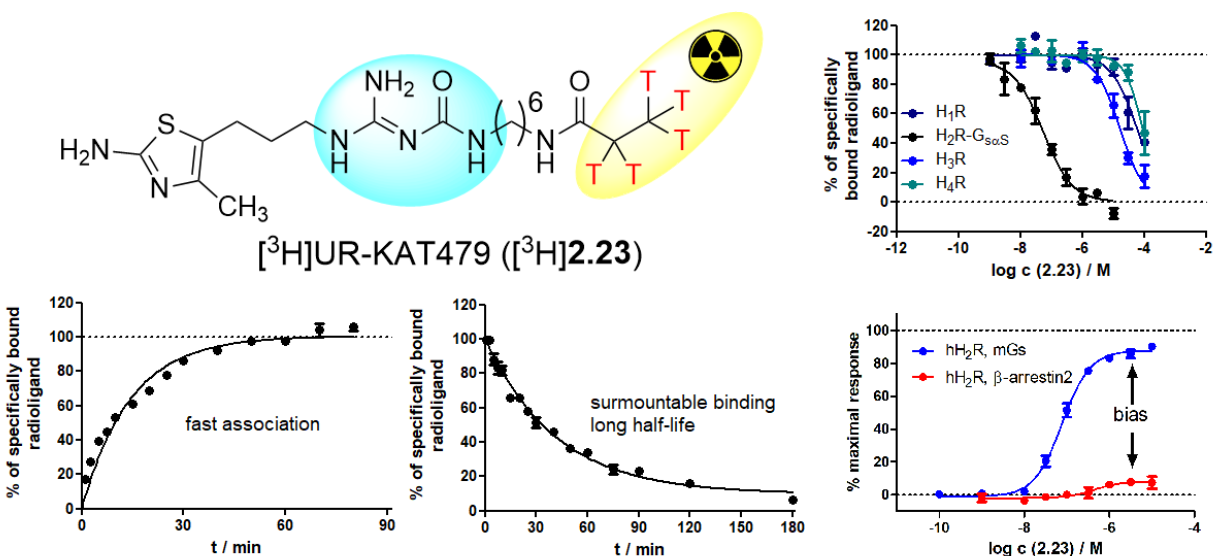 NH2
O
6
O
T
T
S
N
H
N
N
H
N
H
H2N
N
CH3
T
T
[3H]UR-KAT479 ([3H]2.23)
% of specifically
bound radioligand
120
100
80
60
40
20
0
-20
H1R
H2R-GsαS
H3R
H4R
-12
-10
-8
-6
-4
-2
log c (2.23) / M
% of specifically bound
radioligand
120
100
80
60
40
20
0
fast association
0
30
60
90
t / min
% of specifically bound
radioligand
120
100
80
60
40
20
0
surmountable binding
long half-life
0
30
60
90
120
150
180
t / min
% maximal response
100
80
60
40
20
0
hH2R, mGs
hH2R, β-arrestin2
bias
-10
-8
-6
-4
log c (2.23) / M